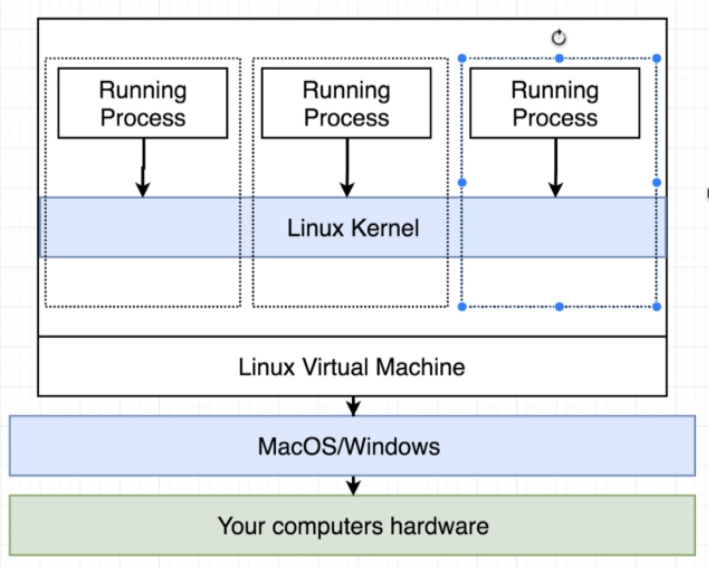 Running Running Running
Process Process Process
Linux Kernel
Linux Virtual Machine
MacOS/Windows
Your computers hardware